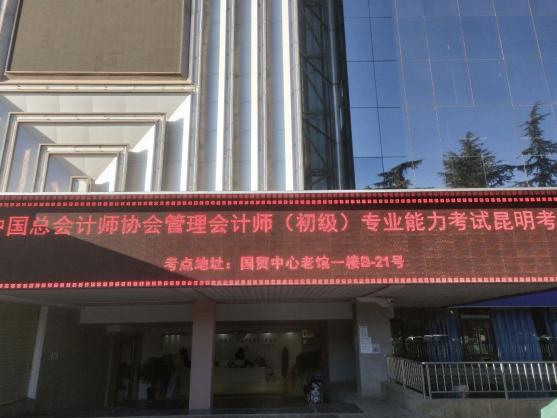 中国总会计师协会管理会计师（初级）专业能力考试昆明考
考点地址：国贸中心老馆一楼D-21号